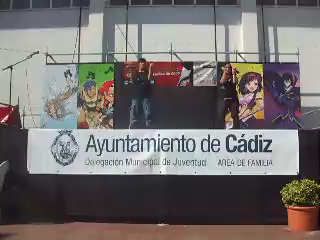 Ayuntamiento de Cádiz
Delegación Municipal de Juventud ÁREA DE FAMILIA